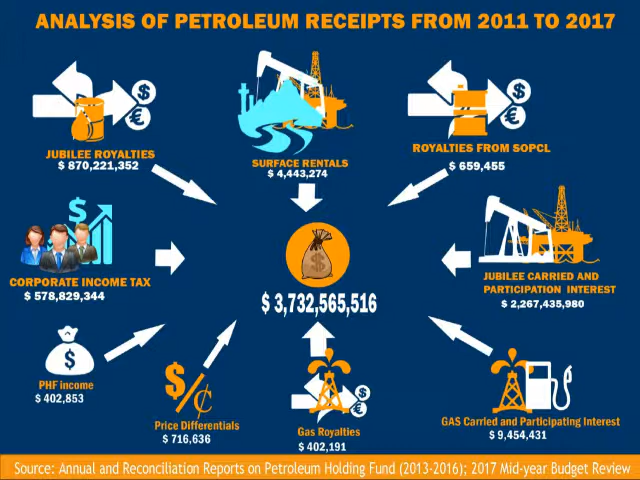 ANALYSIS OF PETROLEUM RECEIPTS FROM 2011 TO 2017
$
€
JUBILEE ROYALTIES
$ 870,221,352
SURFACE RENTALS
$ 4,443,274
$
€
ROYALTIES FROM SOPCL
$ 659,455
$
CORPORATE INCOME TAX
$ 578,829,344
$
$ 3,732,565,516
JUBILEE CARRIED AND
PARTICIPATION INTEREST
$ 2,267,435,980
$
PHF income
$ 402,853
$/¢
Price Differentials
$ 716,636
$
€
Gas Royalties
$ 402,191
GAS Carried and Participating Interest
$ 9,454,431
Source: Annual and Reconciliation Reports on Petroleum Holding Fund (2013-2016); 2017 Mid-year Budget Review